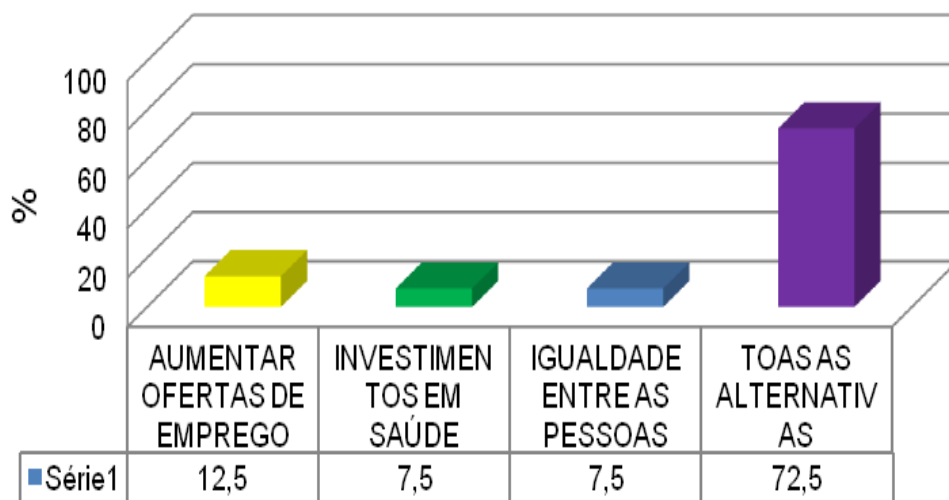 100
80
60
40
20
0
%
AUMENTAR
OFERTAS DE
EMPREGO
INVESTIMEN
TOS EM
SAÚDE
IGUALDADE
ENTRE AS
PESSOAS
TOAS AS
ALTERNATIV
AS
Série1 12,5 7,5 7,5 72,5